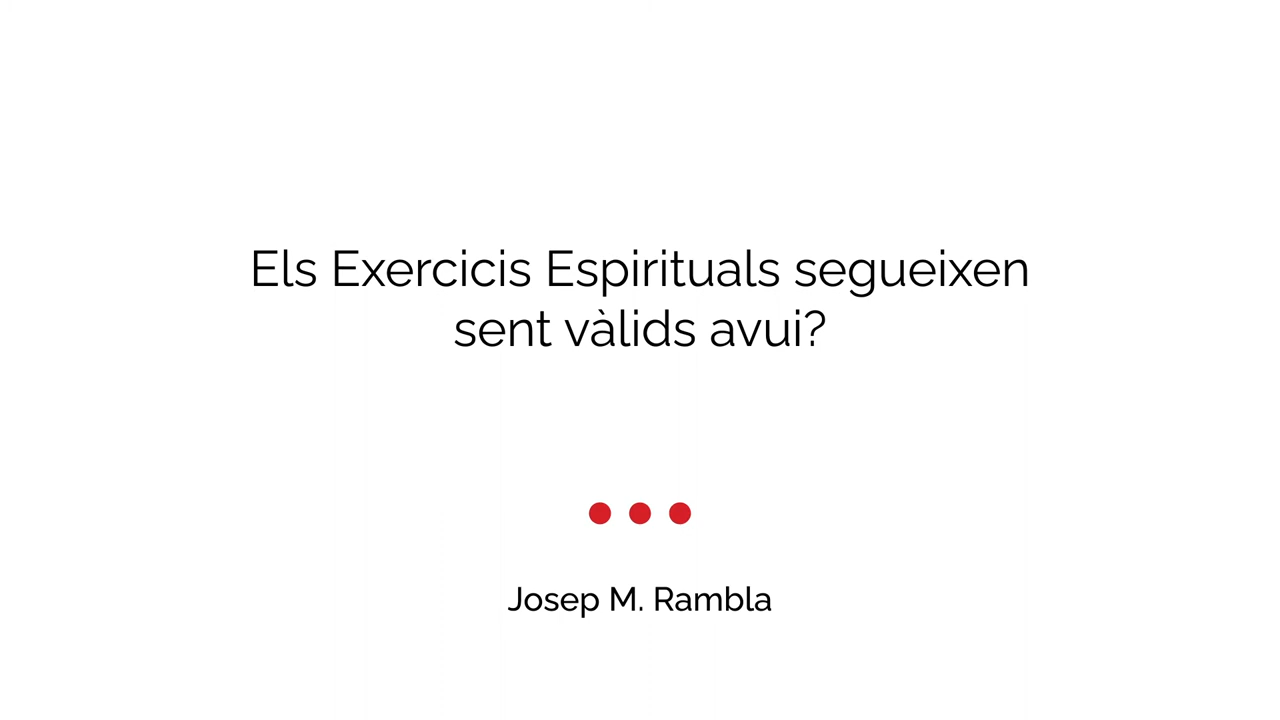 Els Exercicis Espirituals segueixen
sent vàlids avui?
Josep M. Rambla